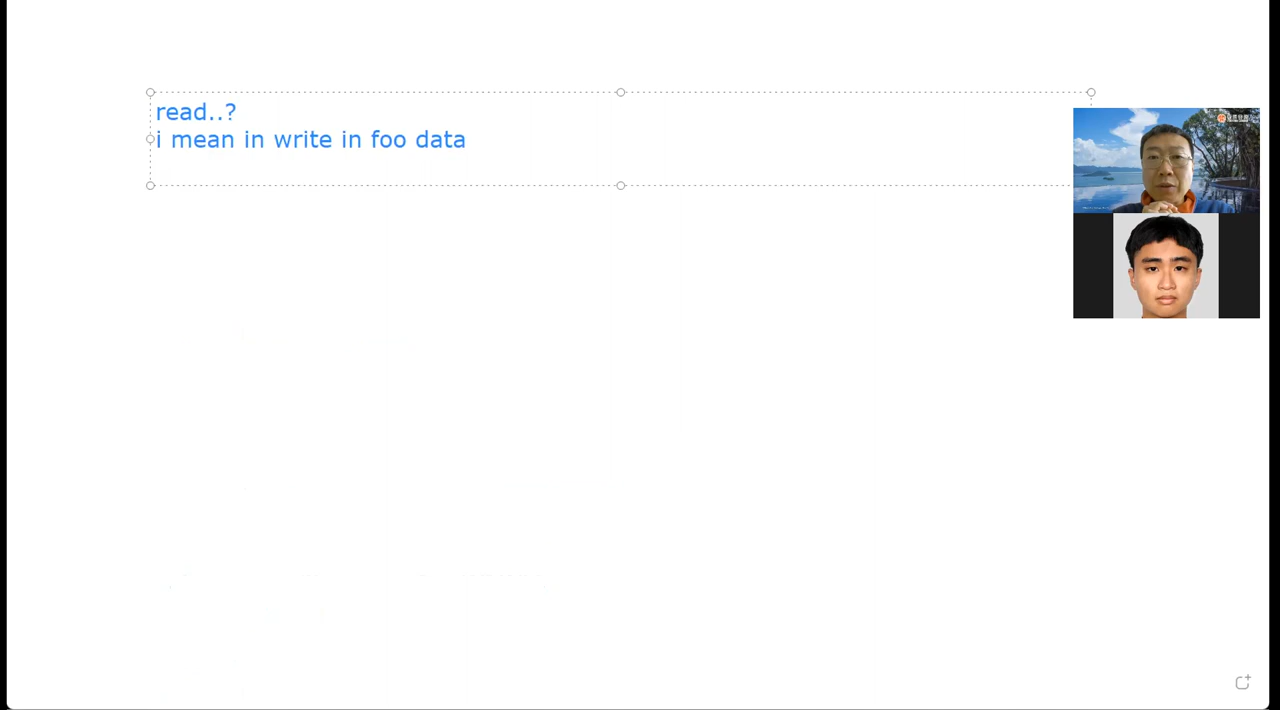 read..?
i mean in write in foo data